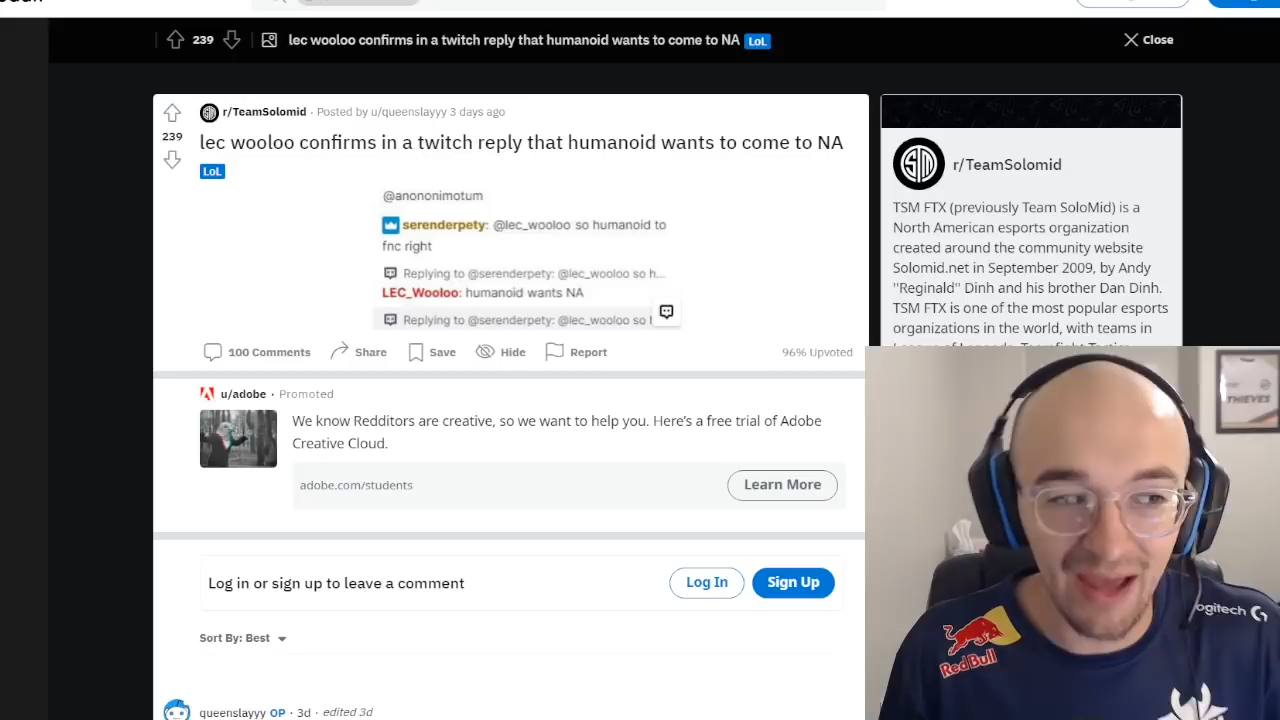 239
lec wooloo confirms in a twitch reply that humanoid wants to come to NA LoL
Close
r/TeamSolomid · Posted by u/queenslayyy 3 days ago
239
lec wooloo confirms in a twitch reply that humanoid wants to come to NA
LoL
@anononimotum
serenderpety: @lec_wooloo so humanoid to
fnc right
Replying to @serenderpety: @lec_wooloo so h...
LEC_Wooloo: humanoid wants NA
Replying to @serenderpety: @lec_wooloo so
100 Comments
Share
Save
Hide
Report
96% Upvoted
u/adobe · Promoted
We know Redditors are creative, so we want to help you. Here's a free trial of Adobe
Creative Cloud.
adobe.com/students
Learn More
Log in or sign up to leave a comment
Log In
Sign Up
Sort By: Best
queenslayyy OP · 3d · edited 3d
TSM
r/TeamSolomid
TSM FTX (previously Team SoloMid) is a
North American esports organization
created around the community website
Solomid.net in September 2009, by Andy
"Reginald" Dinh and his brother Dan Dinh.
TSM FTX is one of the most popular esports
organizations in the world, with teams in
THIEVES
logitech G
Red Bull